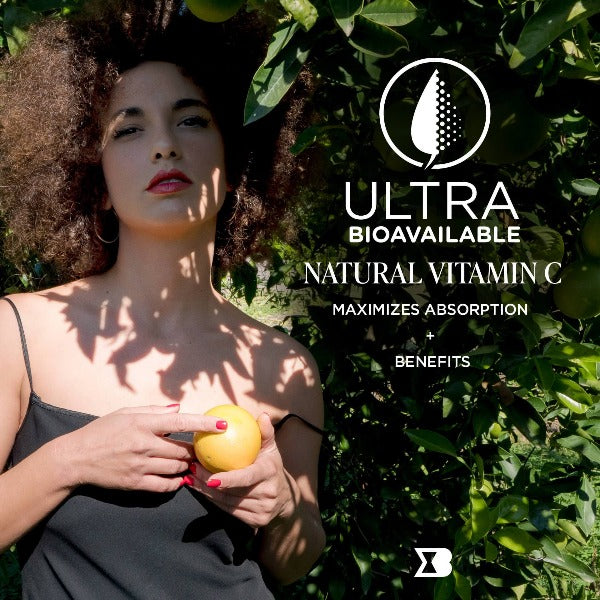 ULTRA
BIOAVAILABLE
NATURAL VITAMIN C
MAXIMIZES ABSORPTION
+
BENEFITS